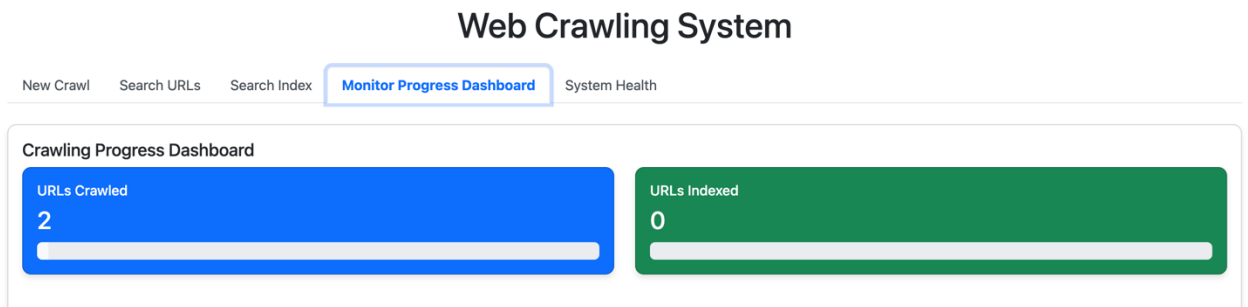 Web Crawling System
New Crawl Search URLs Search Index Monitor Progress Dashboard System Health
Crawling Progress Dashboard
URLs Crawled
2
URLs Indexed
0